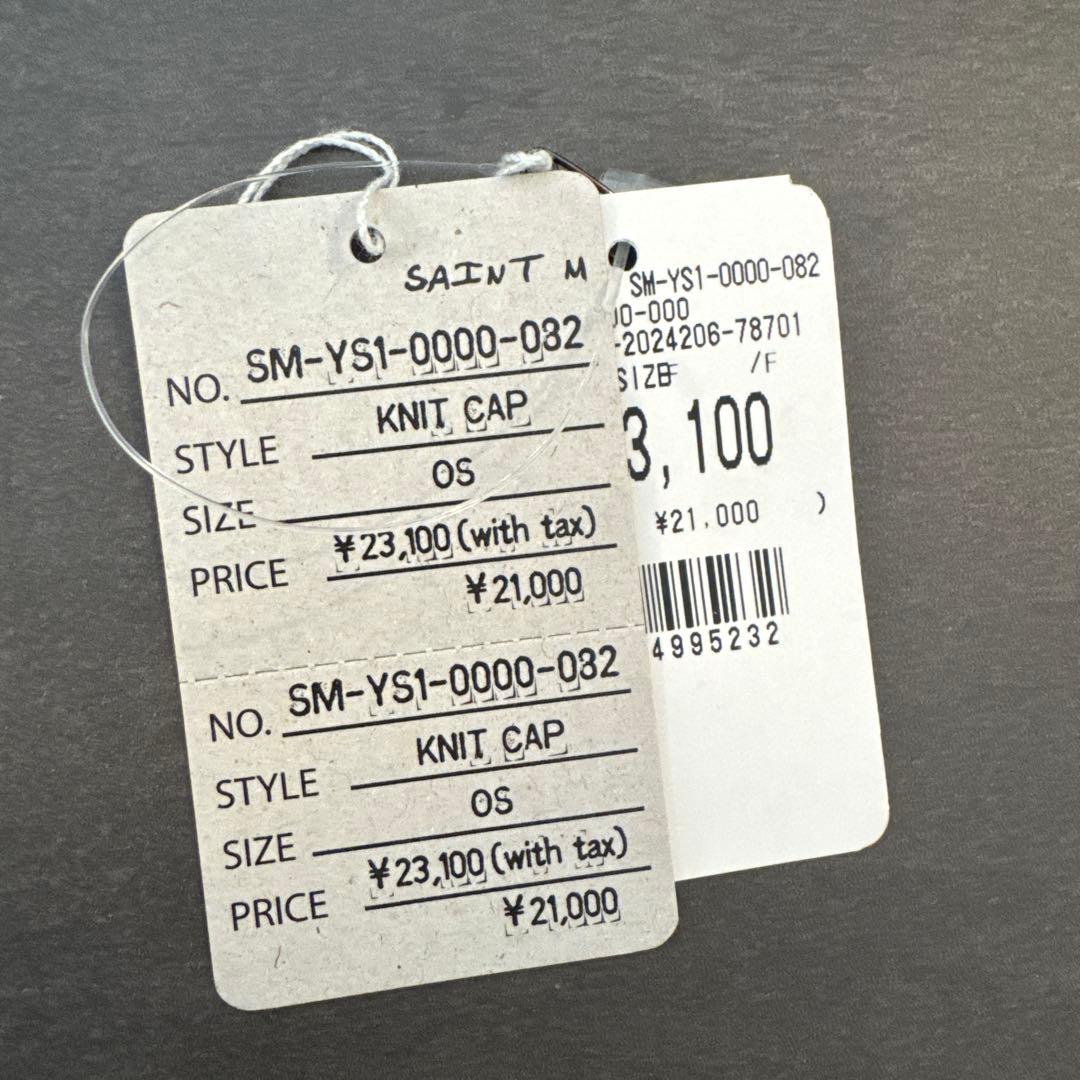 SAINT M
NO. SM-YS1-0000-082
STYLE KNIT CAP
SIZE OS
PRICE ¥23,100(with tax)
¥21,000
NO. SM-YS1-0000-082
STYLE KNIT CAP
SIZE OS
PRICE ¥23,100(with tax)
¥21,000
SM-YS1-0000-082
00-000
-2024206-78701
SIZE F /F
3,100
¥21,000 )
4995232